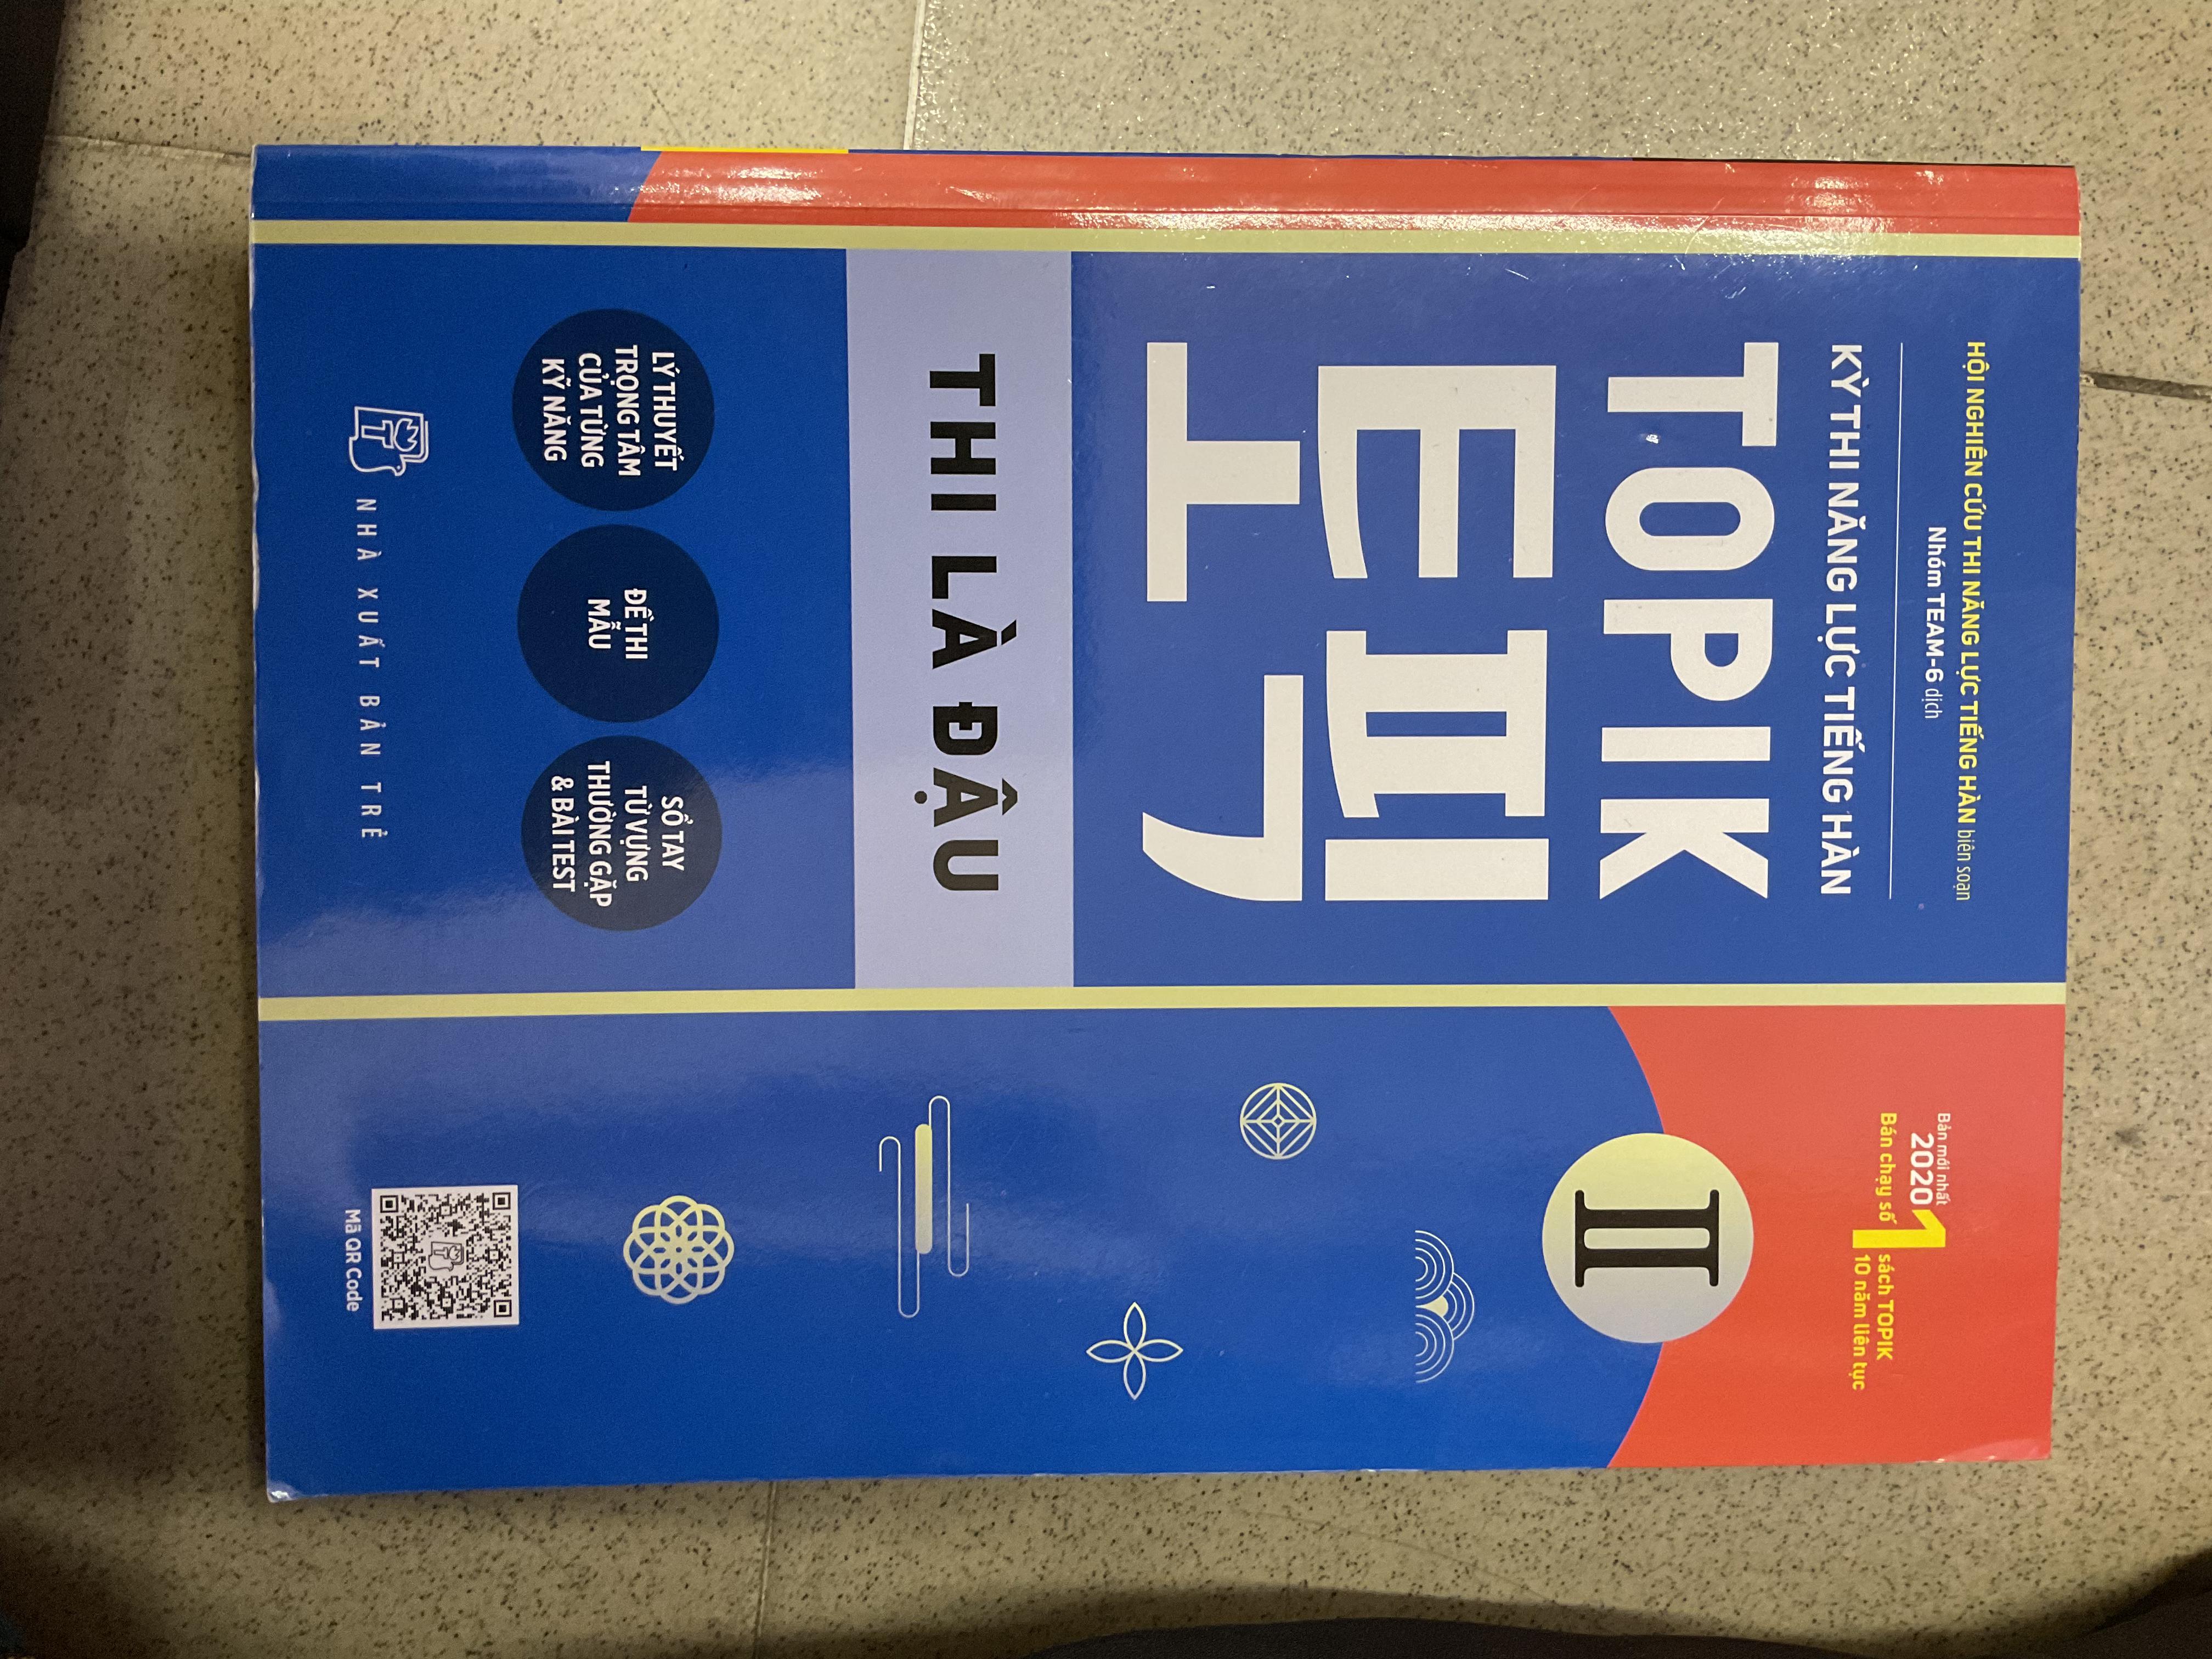 HỘI NGHIÊN CỨU THI NĂNG LỰC TIẾNG HÀN biên soạn
Nhóm TEAM-6 dịch
KỲ THI NĂNG LỰC TIẾNG HÀN
TOPIK
토픽
THI LÀ ĐẬU
LÝ THUYẾT
TRỌNG TÂM
CỦA TỪNG
KỸ NĂNG
ĐỀ THI
MẪU
SỔ TAY
TỪ VỰNG
THƯỜNG GẶP
& BÀI TEST
T
NHÀ XUẤT BẢN TRẺ
Bản mới nhất
2020
Bán chạy số 1 sách TOPIK
10 năm liên tục
II
Mã QR Code